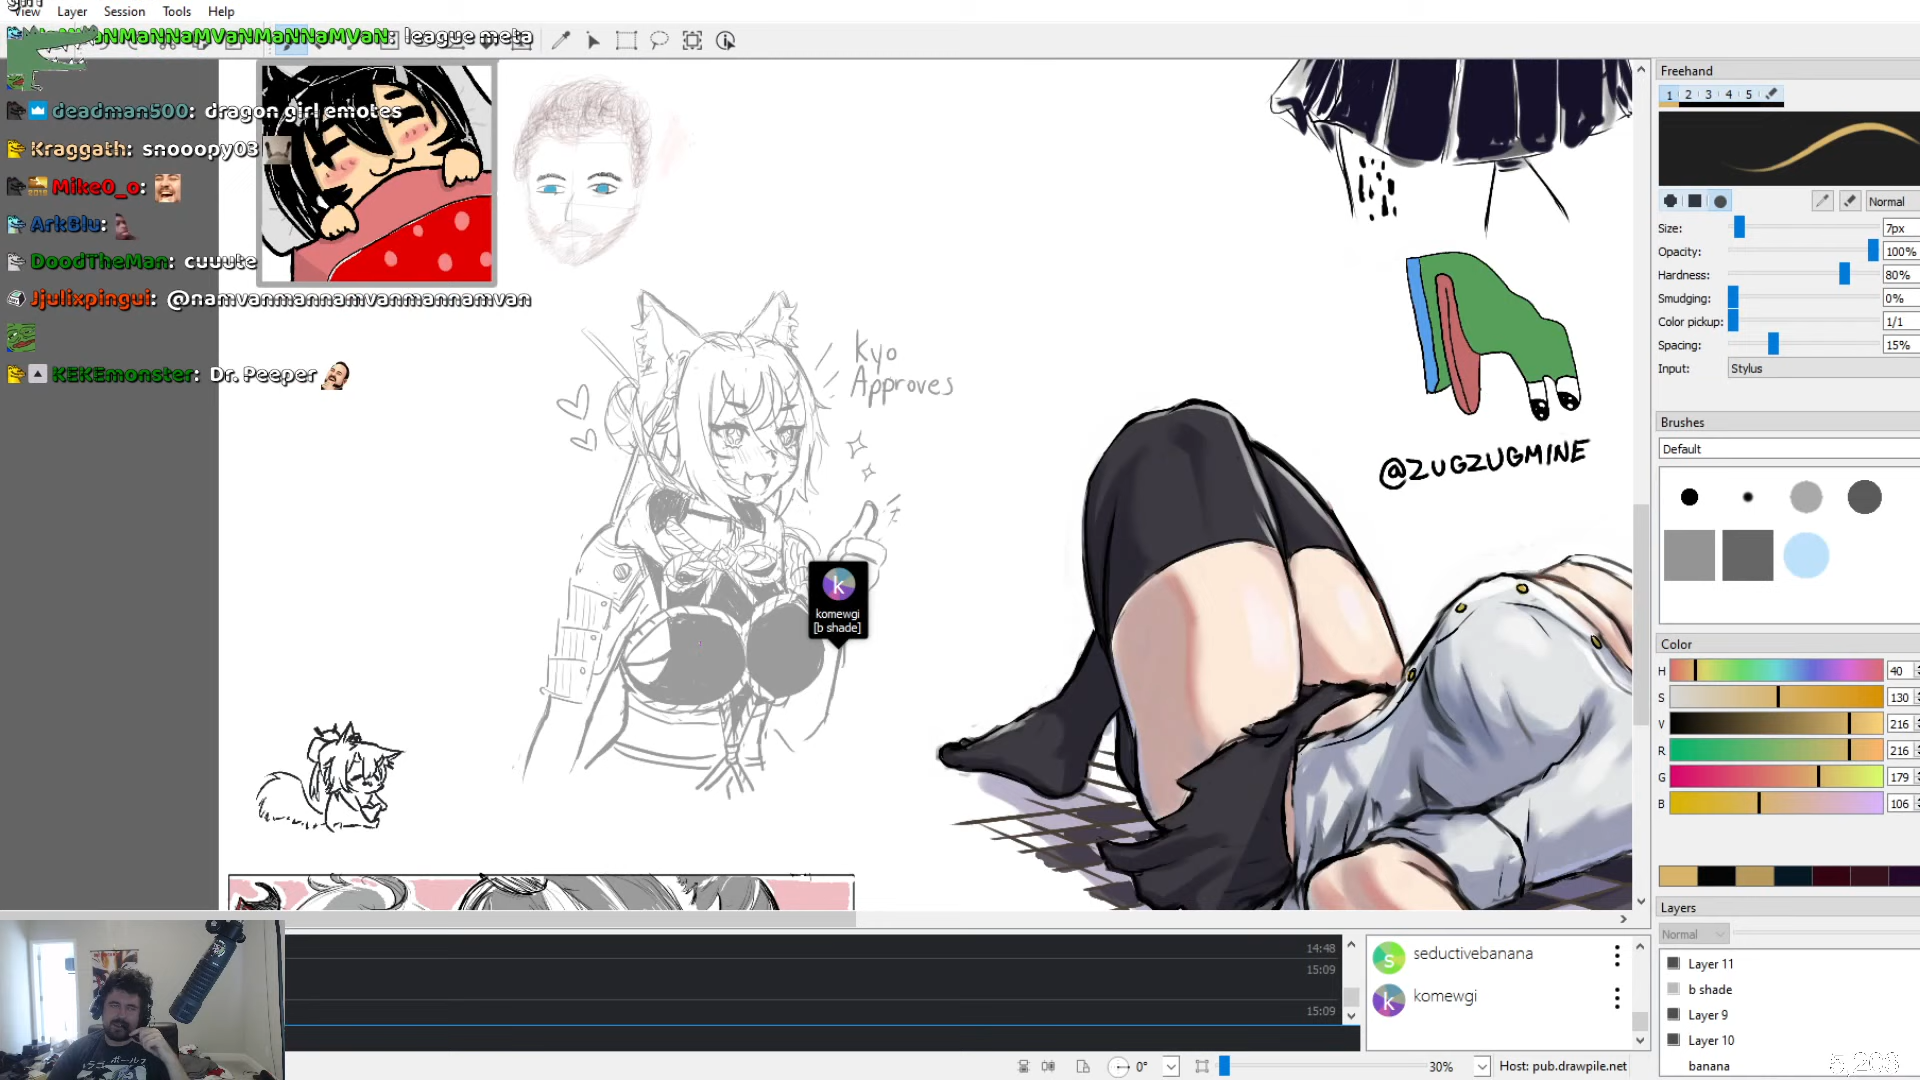 View Layer Session Tools Help
NaMVaNMaNNaMVaNMaNNaMVaN: league meta
deadman500: dragon girl emotes
Kraggath: snooopy03
MikeO_o:
ArkBlu:
DoodTheMan: cuuute
Jjulixpingui: @namvanmannamvanmannamvan
KEKEmonster: Dr. Peeper
Kyo
Approves
k
komewgi
[b shade]
@ZUGZUGMINE
Freehand
1 2 3 4 5
Normal
Size: 7px
Opacity: 100%
Hardness: 80%
Smudging: 0%
Color pickup: 1/1
Spacing: 15%
Input: Stylus
Brushes
Default
Color
H 40
S 130
V 216
R 216
G 179
B 106
Layers
Normal
Layer 11
b shade
Layer 9
Layer 10
banana
14:48
15:09
15:09
s seductivebanana
k komewgi
0°
30%
Host: pub.drawpile.net